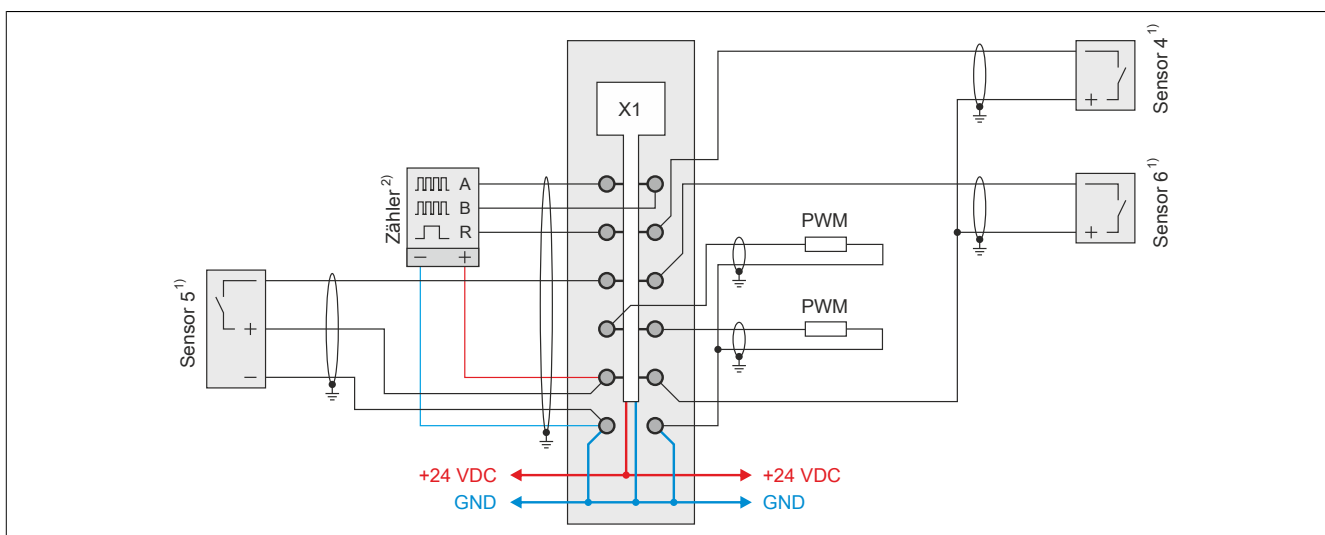 X1
Sensor 4 1)
+
Zähler 2)
A
B
R
− +
Sensor 6 1)
+
PWM
Sensor 5 1)
+
−
PWM
+24 VDC +24 VDC
GND GND